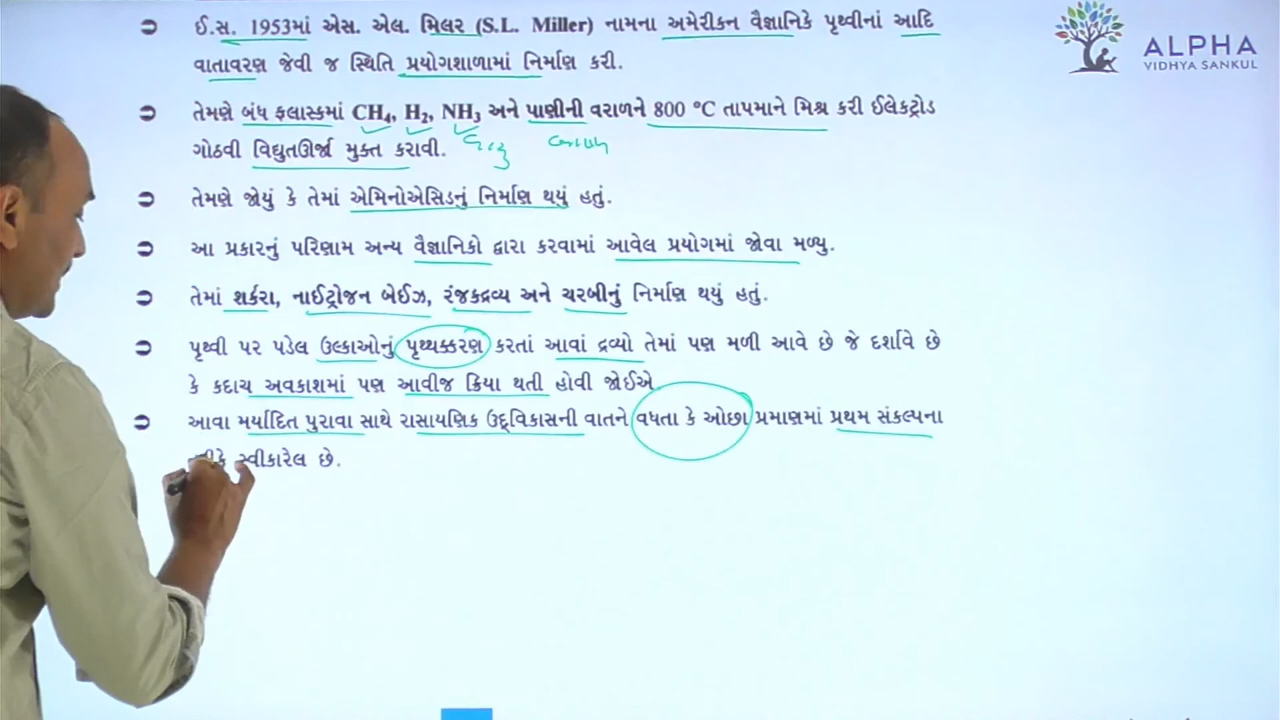 ઈ.સ. 1953માં એસ. એલ. મિલર (S.L. Miller) નામના અમેરીકન વૈજ્ઞાનિકે પૃથ્વીનાં આદિ
વાતાવરણ જેવી જ સ્થિતિ પ્રયોગશાળામાં નિર્માણ કરી.
ALPHA
VIDHYA SANKUL
તેમણે બંધ ફ્લાસ્કમાં CH₄, H₂, NH₃ અને પાણીની વરાળને 800 °C તાપમાને મિશ્ર કરી ઈલેક્ટ્રોડ
ગોઠવી વિદ્યુતઊર્જા મુક્ત કરાવી.
તેમણે જોયું કે તેમાં એમિનોએસિડનું નિર્માણ થયું હતું.
આ પ્રકારનું પરિણામ અન્ય વૈજ્ઞાનિકો દ્વારા કરવામાં આવેલ પ્રયોગમાં જોવા મળ્યુ.
તેમાં શર્કરા, નાઈટ્રોજન બેઈઝ, રંજકદ્રવ્ય અને ચરબીનું નિર્માણ થયું હતું.
પૃથ્વી પર પડેલ ઉલ્કાઓનું પૃથ્થક્કરણ કરતાં આવાં દ્રવ્યો તેમાં પણ મળી આવે છે જે દર્શાવે છે
કે કદાચ અવકાશમાં પણ આવીજ ક્રિયા થતી હોવી જોઈએ
આવા મર્યાદિત પુરાવા સાથે રાસાયણિક ઉદ્દ્વિકાસની વાતને વધતા કે ઓછા પ્રમાણમાં પ્રથમ સંકલ્પના
સ્વીકારેલ છે.